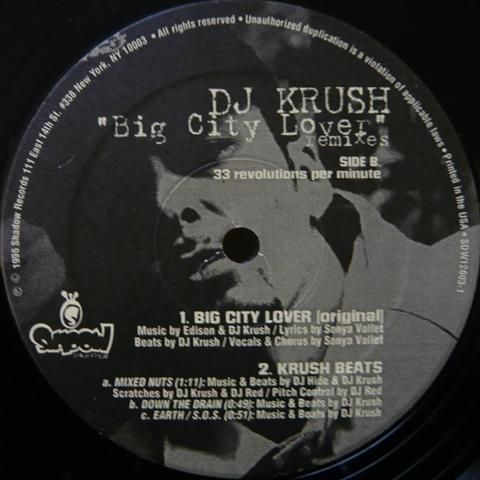 ℗ © 1995 Shadow Records 111 East 14th St. #338 New York, NY 10003 • All rights reserved • Unauthorized duplication is a violation of applicable laws • Printed in the USA • SDW12003-1
DJ KRUSH
"Big City Lover"
remixes
SIDE B.
33 revolutions per minute
1. BIG CITY LOVER [original]
Music by Edison & DJ Krush / Lyrics by Sonya Vallet
Beats by DJ Krush / Vocals & Chorus by Sonya Vallet
SHADOW
2. KRUSH BEATS
a. MIXED NUTS (1:11): Music & Beats by DJ Hide & DJ Krush
Scratches by DJ Krush & DJ Red / Pitch Control by DJ Red
b. DOWN THE DRAIN (0:49): Music & Beats by DJ Krush
c. EARTH / S.O.S. (0:51): Music & Beats by DJ Krush